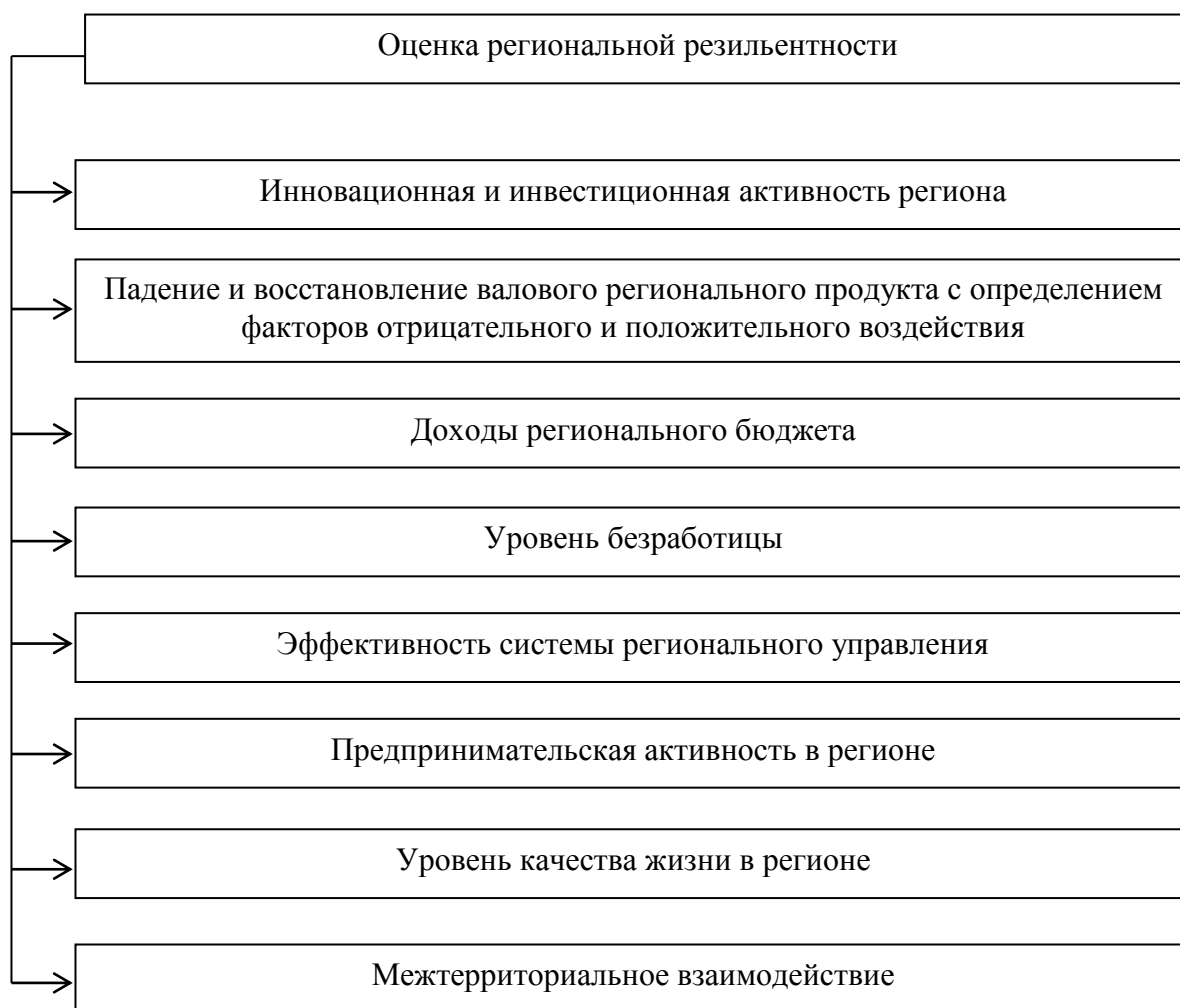 Оценка региональной резильентности
Инновационная и инвестиционная активность региона
Падение и восстановление валового регионального продукта с определением
факторов отрицательного и положительного воздействия
Доходы регионального бюджета
Уровень безработицы
Эффективность системы регионального управления
Предпринимательская активность в регионе
Уровень качества жизни в регионе
Межтерриториальное взаимодействие